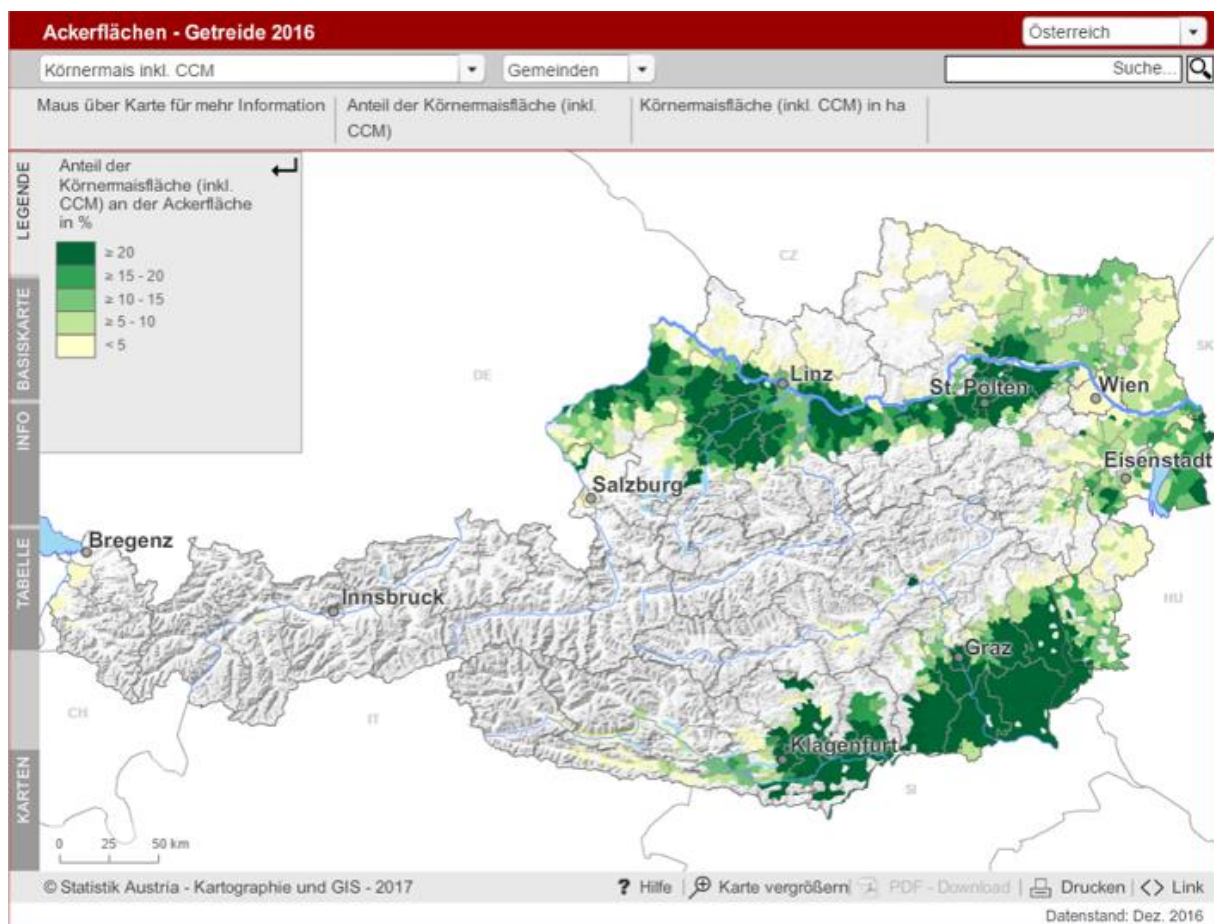 Ackerflächen - Getreide 2016
Österreich
Körnermais inkl. CCM
Gemeinden
Suche...
Maus über Karte für mehr Information
Anteil der Körnermaisfläche (inkl.
CCM)
Körnermaisfläche (inkl. CCM) in ha
LEGENDE
BASISKARTE
INFO
TABELLE
KARTEN
Anteil der
Körnermaisfläche (inkl.
CCM) an der Ackerfläche
in %
≥ 20
≥ 15 - 20
≥ 10 - 15
≥ 5 - 10
< 5
CZ
DE
SK
Linz
St. Pölten
Wien
Eisenstadt
Salzburg
Bregenz
Innsbruck
HU
Graz
CH
IT
Klagenfurt
SI
0 25 50 km
© Statistik Austria - Kartographie und GIS - 2017
? Hilfe | Karte vergrößern| PDF - Download | Drucken | <> Link
Datenstand: Dez. 2016